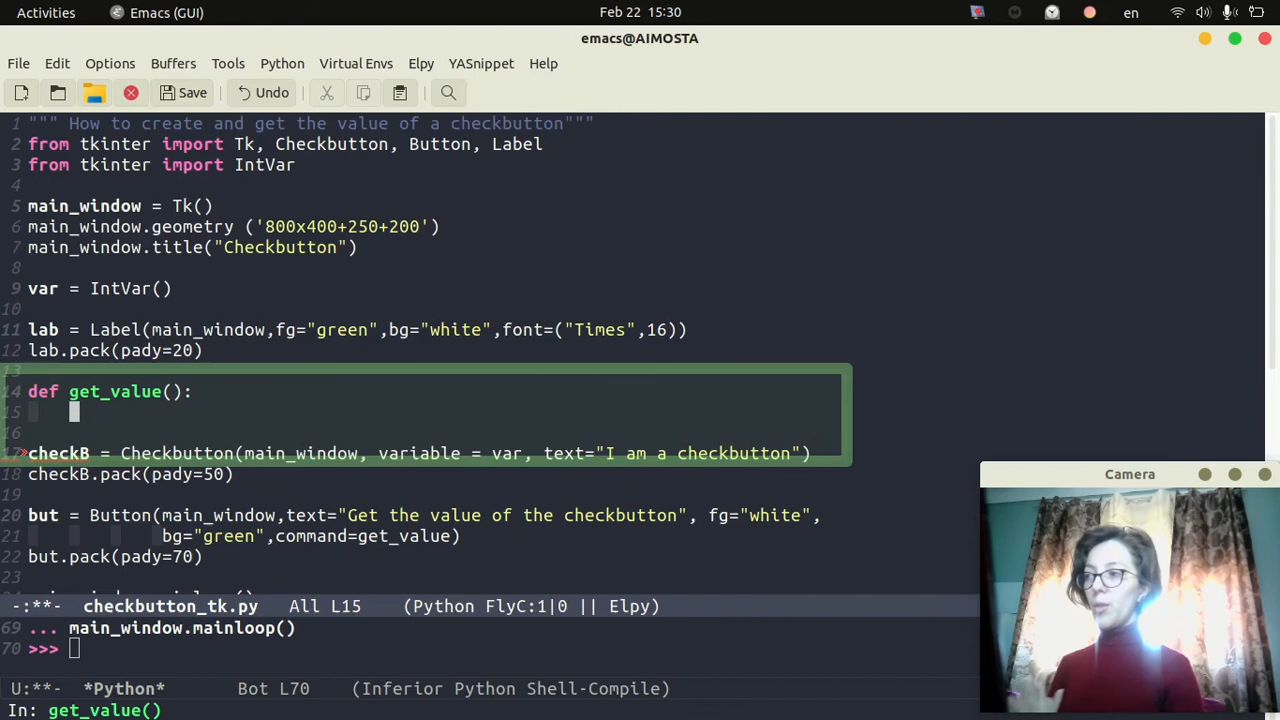 Activities Emacs (GUI) Feb 22 15:30 en
emacs@AIMOSTA
File Edit Options Buffers Tools Python Virtual Envs Elpy YASnippet Help
Save Undo
1 """ How to create and get the value of a checkbutton"""
2 from tkinter import Tk, Checkbutton, Button, Label
3 from tkinter import IntVar
4
5 main_window = Tk()
6 main_window.geometry ('800x400+250+200')
7 main_window.title("Checkbutton")
8
9 var = IntVar()
10
11 lab = Label(main_window,fg="green",bg="white",font=("Times",16))
12 lab.pack(pady=20)
13
14 def get_value():
15
16
17 checkB = Checkbutton(main_window, variable = var, text="I am a checkbutton")
18 checkB.pack(pady=50)
19
20 but = Button(main_window,text="Get the value of the checkbutton", fg="white",
21 bg="green",command=get_value)
22 but.pack(pady=70)
23
-:**- checkbutton_tk.py All L15 (Python FlyC:1|0 || Elpy)
69 ... main_window.mainloop()
70 >>>
U:**- *Python* Bot L70 (Inferior Python Shell-Compile)
In: get_value()
Camera